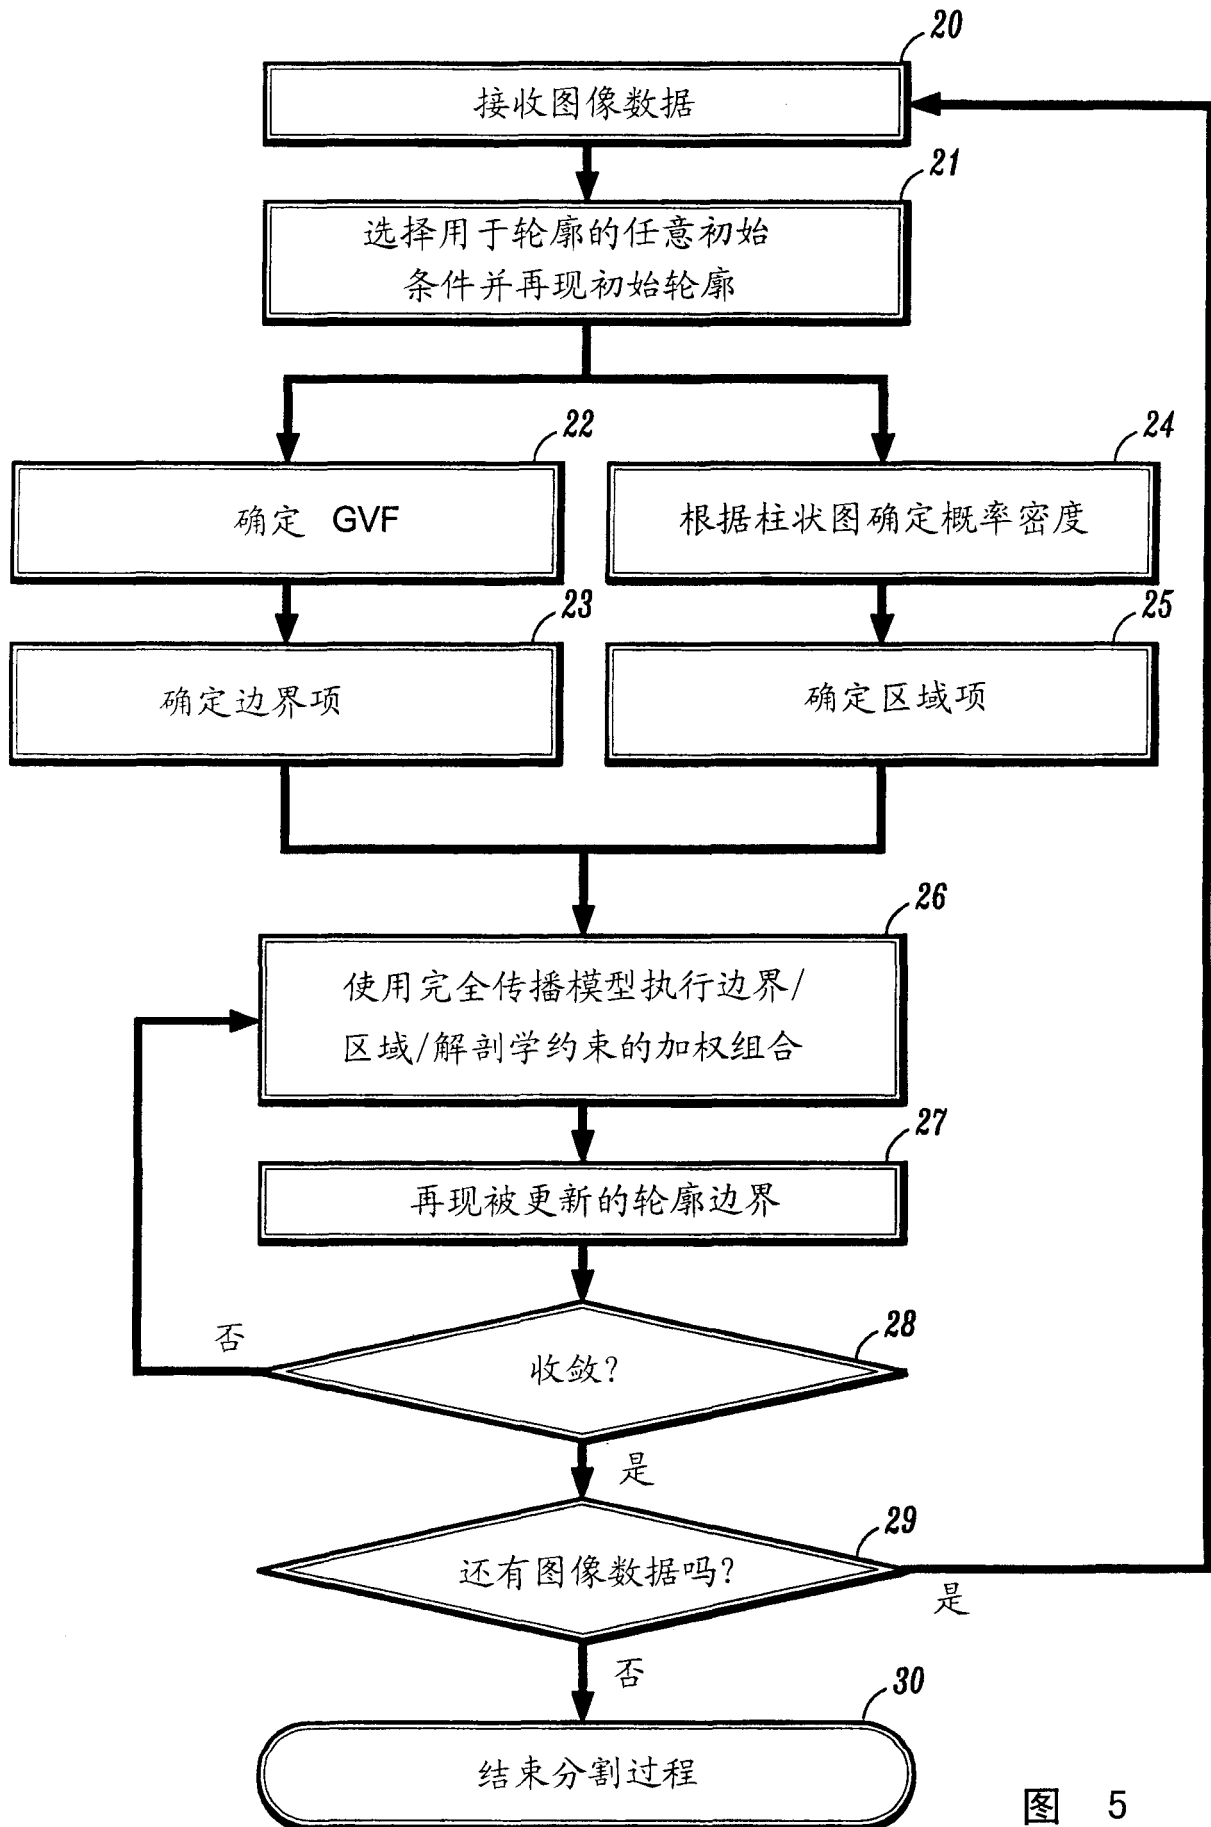 20
接收图像数据
21
选择用于轮廓的任意初始
条件并再现初始轮廓
22
确定 GVF
24
根据柱状图确定概率密度
23
确定边界项
25
确定区域项
26
使用完全传播模型执行边界/
区域/解剖学约束的加权组合
27
再现被更新的轮廓边界
28
否
收敛?
是
29
还有图像数据吗?
是
否
30
结束分割过程
图 5